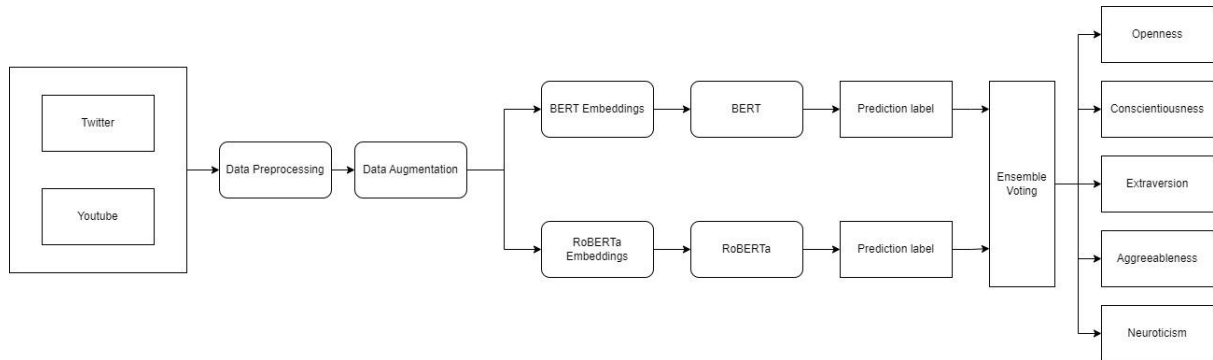 Twitter
Youtube
Data Preprocessing
Data Augmentation
BERT Embeddings
BERT
Prediction label
RoBERTa
Embeddings
RoBERTa
Prediction label
Ensemble
Voting
Openness
Conscientiousness
Extraversion
Aggreeableness
Neuroticism